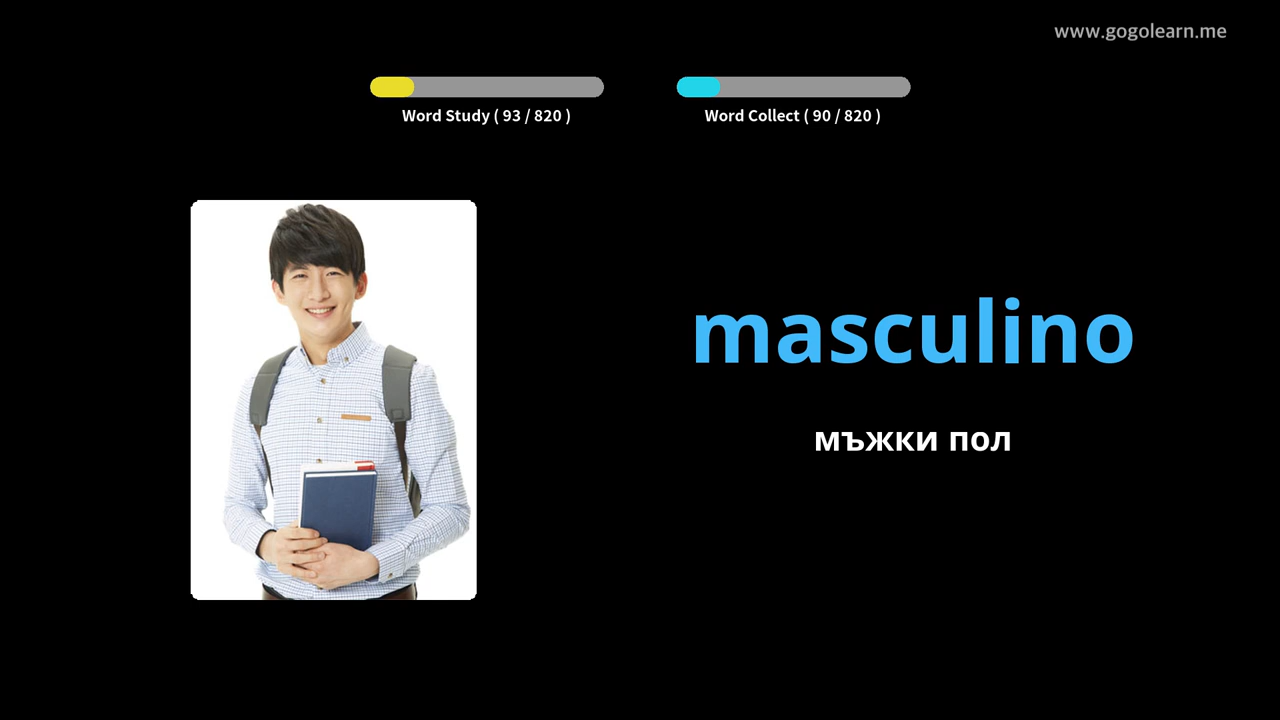 www.gogolearn.me
Word Study ( 93 / 820 )
Word Collect ( 90 / 820 )
masculino
мъжки пол